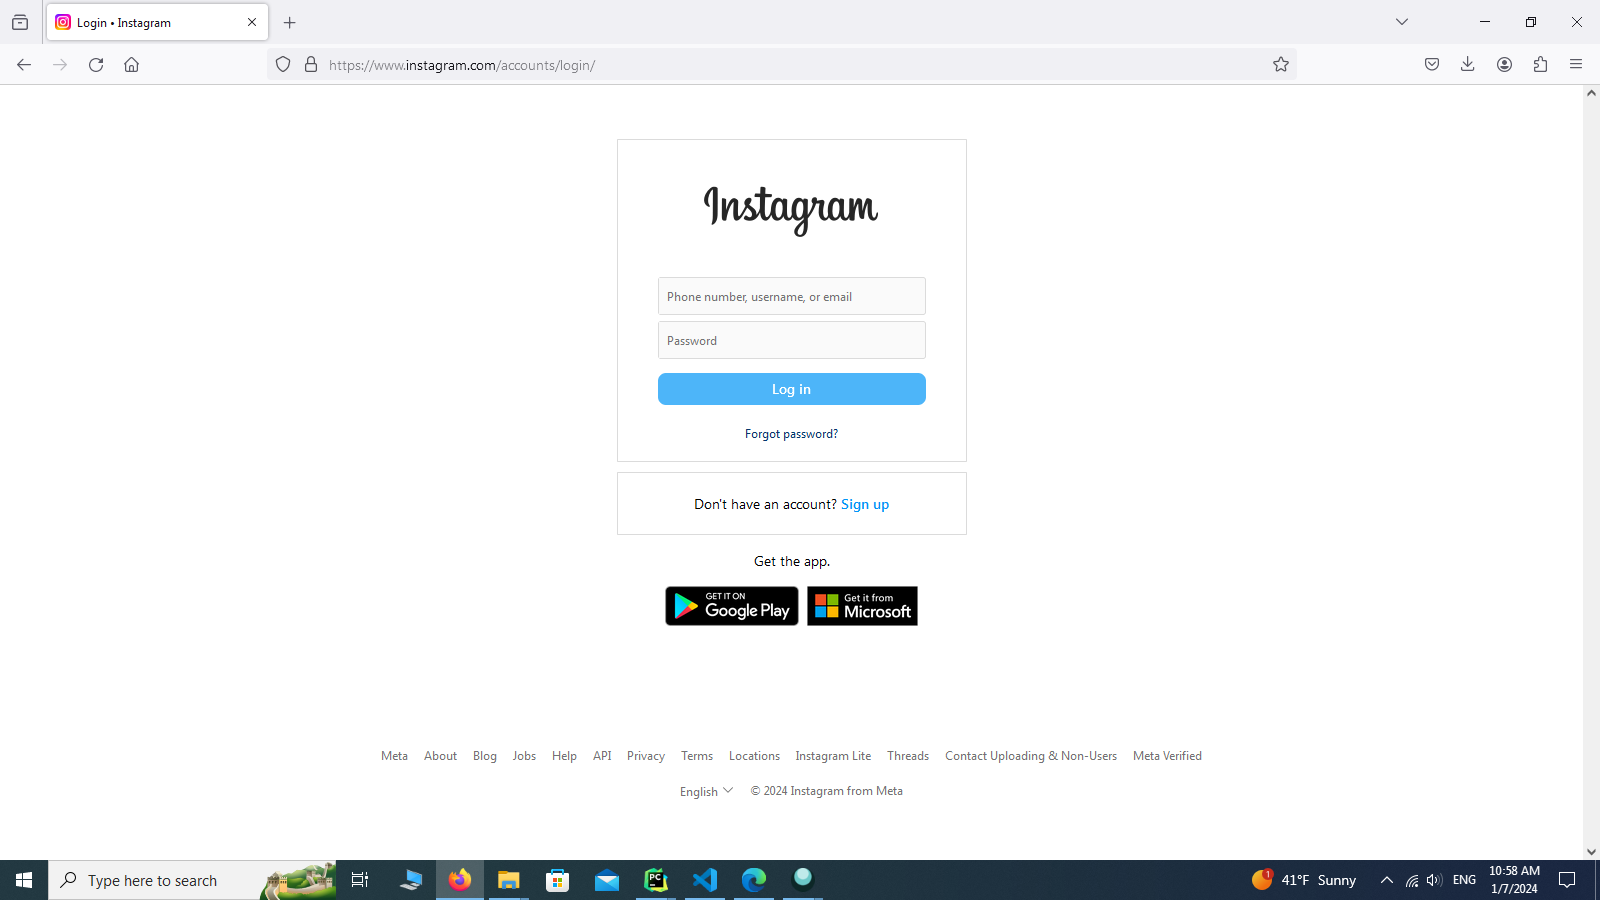 Login • Instagram
https://www.instagram.com/accounts/login/
Instagram
Phone number, username, or email
Password
Log in
Forgot password?
Don't have an account? Sign up
Get the app.
GET IT ON
Google Play
Get it from
Microsoft
Meta About Blog Jobs Help API Privacy Terms Locations Instagram Lite Threads Contact Uploading & Non-Users Meta Verified
English © 2024 Instagram from Meta
Type here to search
PC
1
41°F Sunny
ENG
10:58 AM
1/7/2024